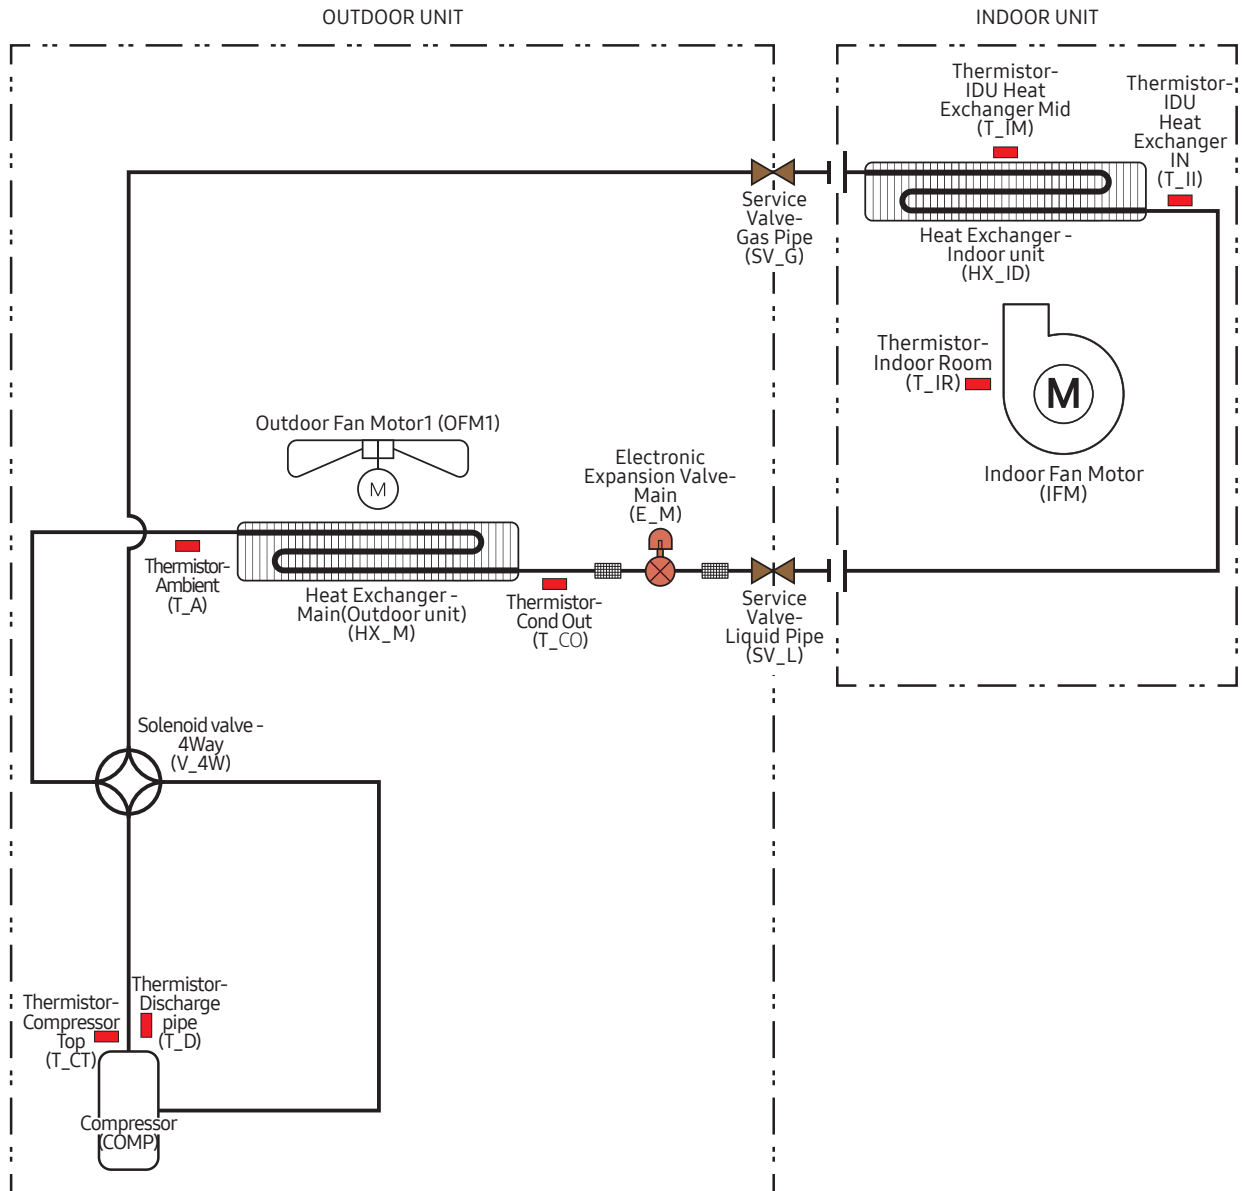 OUTDOOR UNIT
INDOOR UNIT
Thermistor-
IDU Heat
Exchanger Mid
(T_IM)
Thermistor-
IDU
Heat
Exchanger
IN
(T_II)
Service
Valve-
Gas Pipe
(SV_G)
Heat Exchanger -
Indoor unit
(HX_ID)
Thermistor-
Indoor Room
(T_IR)
M
Indoor Fan Motor
(IFM)
Outdoor Fan Motor1 (OFM1)
M
Electronic
Expansion Valve-
Main
(E_M)
Thermistor-
Ambient
(T_A)
Heat Exchanger -
Main(Outdoor unit)
(HX_M)
Thermistor-
Cond Out
(T_CO)
Service
Valve-
Liquid Pipe
(SV_L)
Solenoid valve -
4Way
(V_4W)
Thermistor-
Compressor
Top
(T_CT)
Thermistor-
Discharge
pipe
(T_D)
Compressor
(COMP)